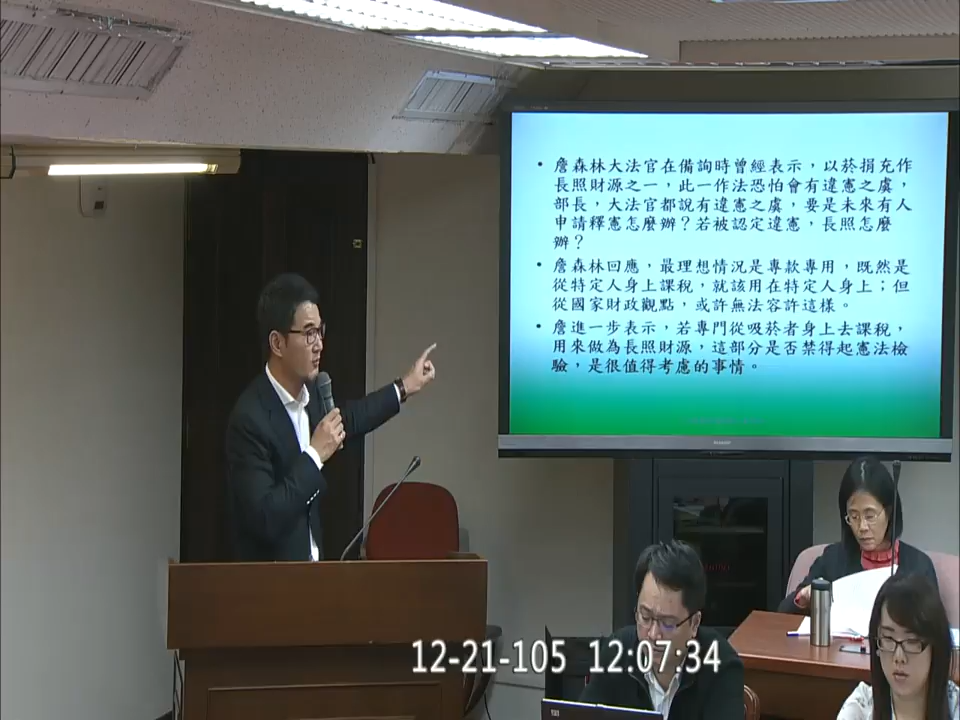 • 詹森林大法官在備詢時曾經表示，以菸捐充作
長照財源之一，此一作法恐怕會有違憲之虞，
部長，大法官都說有違憲之虞，要是未來有人
申請釋憲怎麼辦？若被認定違憲，長照怎麼
辦？
• 詹森林回應，最理想情況是專款專用，既然是
從特定人身上課稅，就該用在特定人身上；但
從國家財政觀點，或許無法容許這樣。
• 詹進一步表示，若專門從吸菸者身上去課稅，
用來做為長照財源，這部分是否禁得起憲法檢
驗，是很值得考慮的事情。
12-21-105 12:07:34